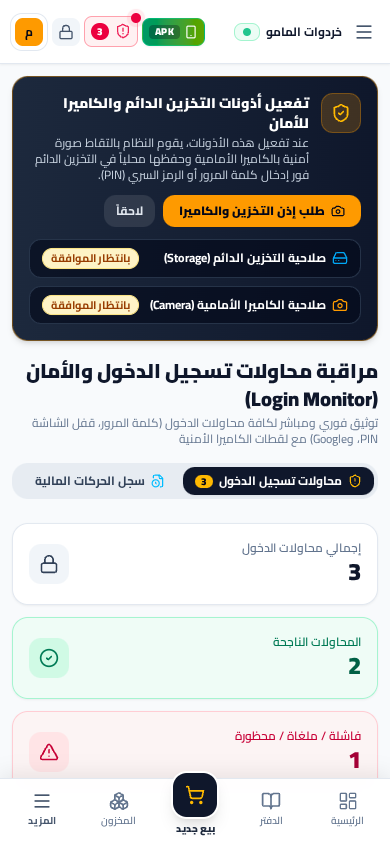 خردوات المامو
3
APK
م
تفعيل أذونات التخزين الدائم والكاميرا
للأمان
عند تفعيل هذه الأذونات، يقوم النظام بالتقاط صورة
أمنية بالكاميرا الأمامية وحفظها محلياً في التخزين الدائم
فور إدخال كلمة المرور أو الرمز السري (PIN).
طلب إذن التخزين والكاميرا
لاحقاً
صلاحية التخزين الدائم (Storage)
بانتظار الموافقة
صلاحية الكاميرا الأمامية (Camera)
بانتظار الموافقة
مراقبة محاولات تسجيل الدخول والأمان
(Login Monitor)
توثيق فوري ومباشر لكافة محاولات الدخول (كلمة المرور، قفل الشاشة
PIN، وGoogle) مع لقطات الكاميرا الأمنية
محاولات تسجيل الدخول
3
سجل الحركات المالية
إجمالي محاولات الدخول
3
المحاولات الناجحة
2
فاشلة / ملغاة / محظورة
1
الرئيسية
الدفتر
بيع جديد
المخزون
المزيد